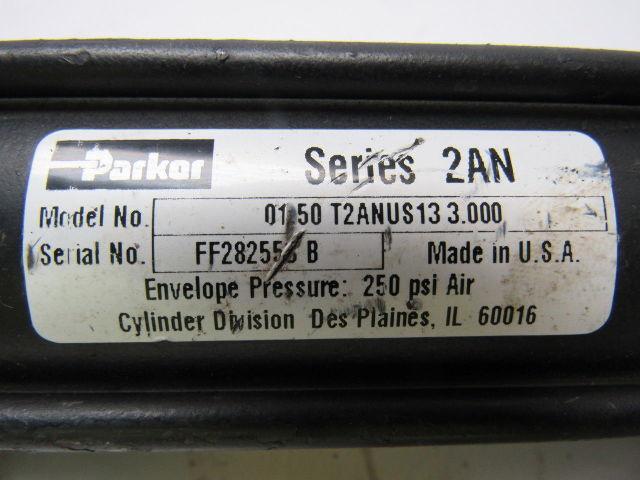 Parker Series 2AN
Model No. 01.50 T2ANUS13 3.000
Serial No. B Made in U.S.A.
Envelope Pressure: 250 psi Air
Cylinder Division Des Plaines, IL 60016